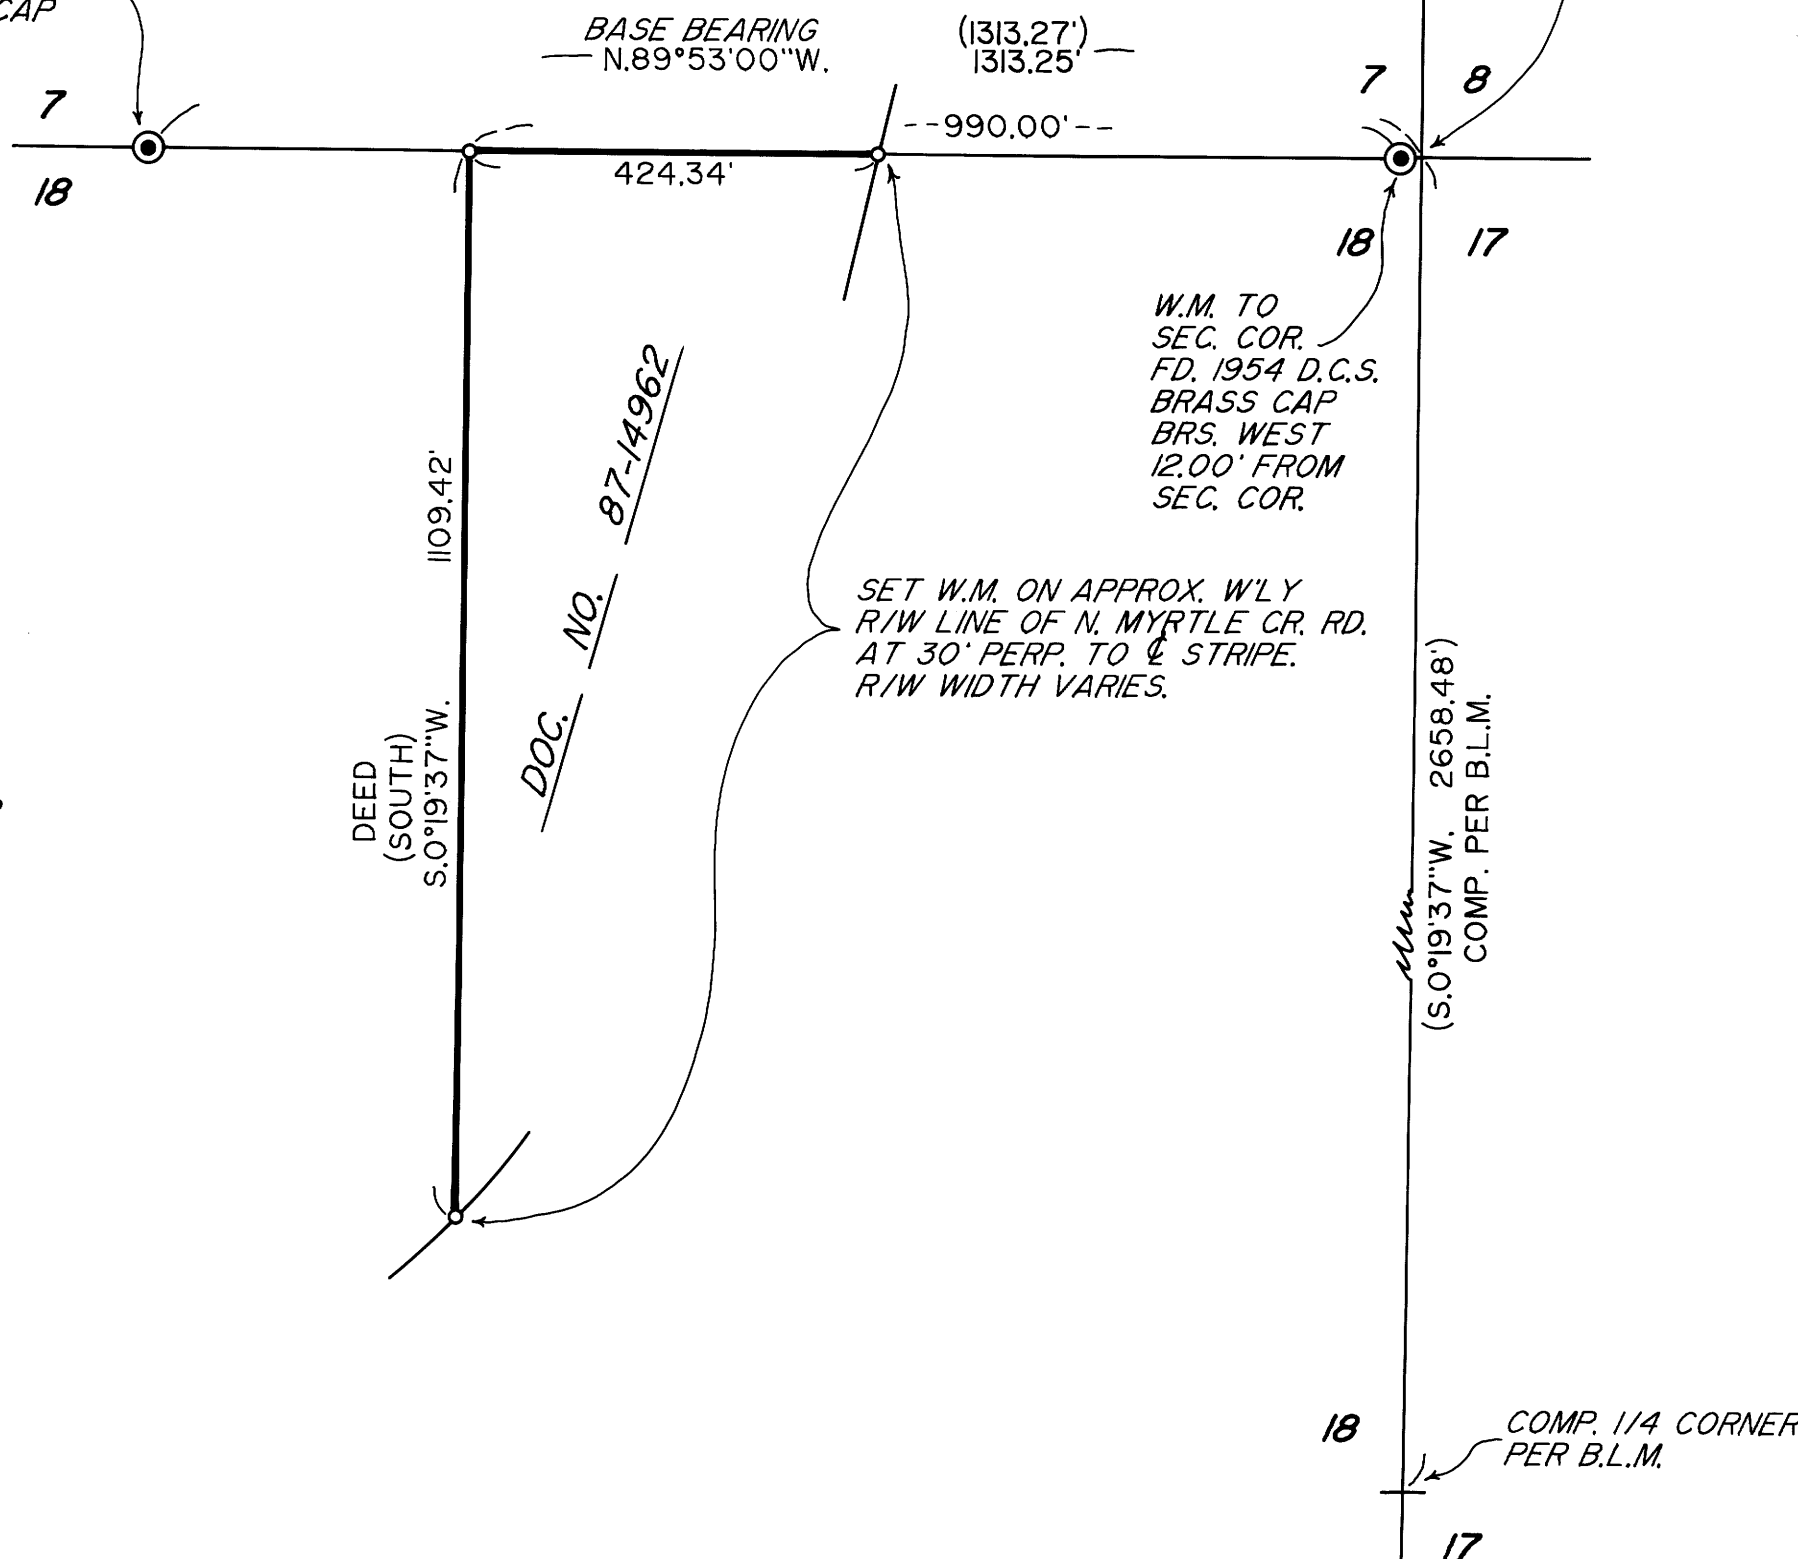 CAP
BASE BEARING
N.89°53'00"W.
(1313.27')
1313.25'
7
7
8
--990.00'--
424.34'
18
18
17
W.M. TO
SEC. COR.
FD. 1954 D.C.S.
BRASS CAP
BRS. WEST
12.00' FROM
SEC. COR.
DOC. NO. 87-14962
1109.42'
DEED
(SOUTH)
S.0°19'37"W.
SET W.M. ON APPROX. W'LY
R/W LINE OF N. MYRTLE CR. RD.
AT 30' PERP. TO ℄ STRIPE.
R/W WIDTH VARIES.
(S.0°19'37"W. 2658.48')
COMP. PER B.L.M.
18
COMP. 1/4 CORNER
PER B.L.M.
17